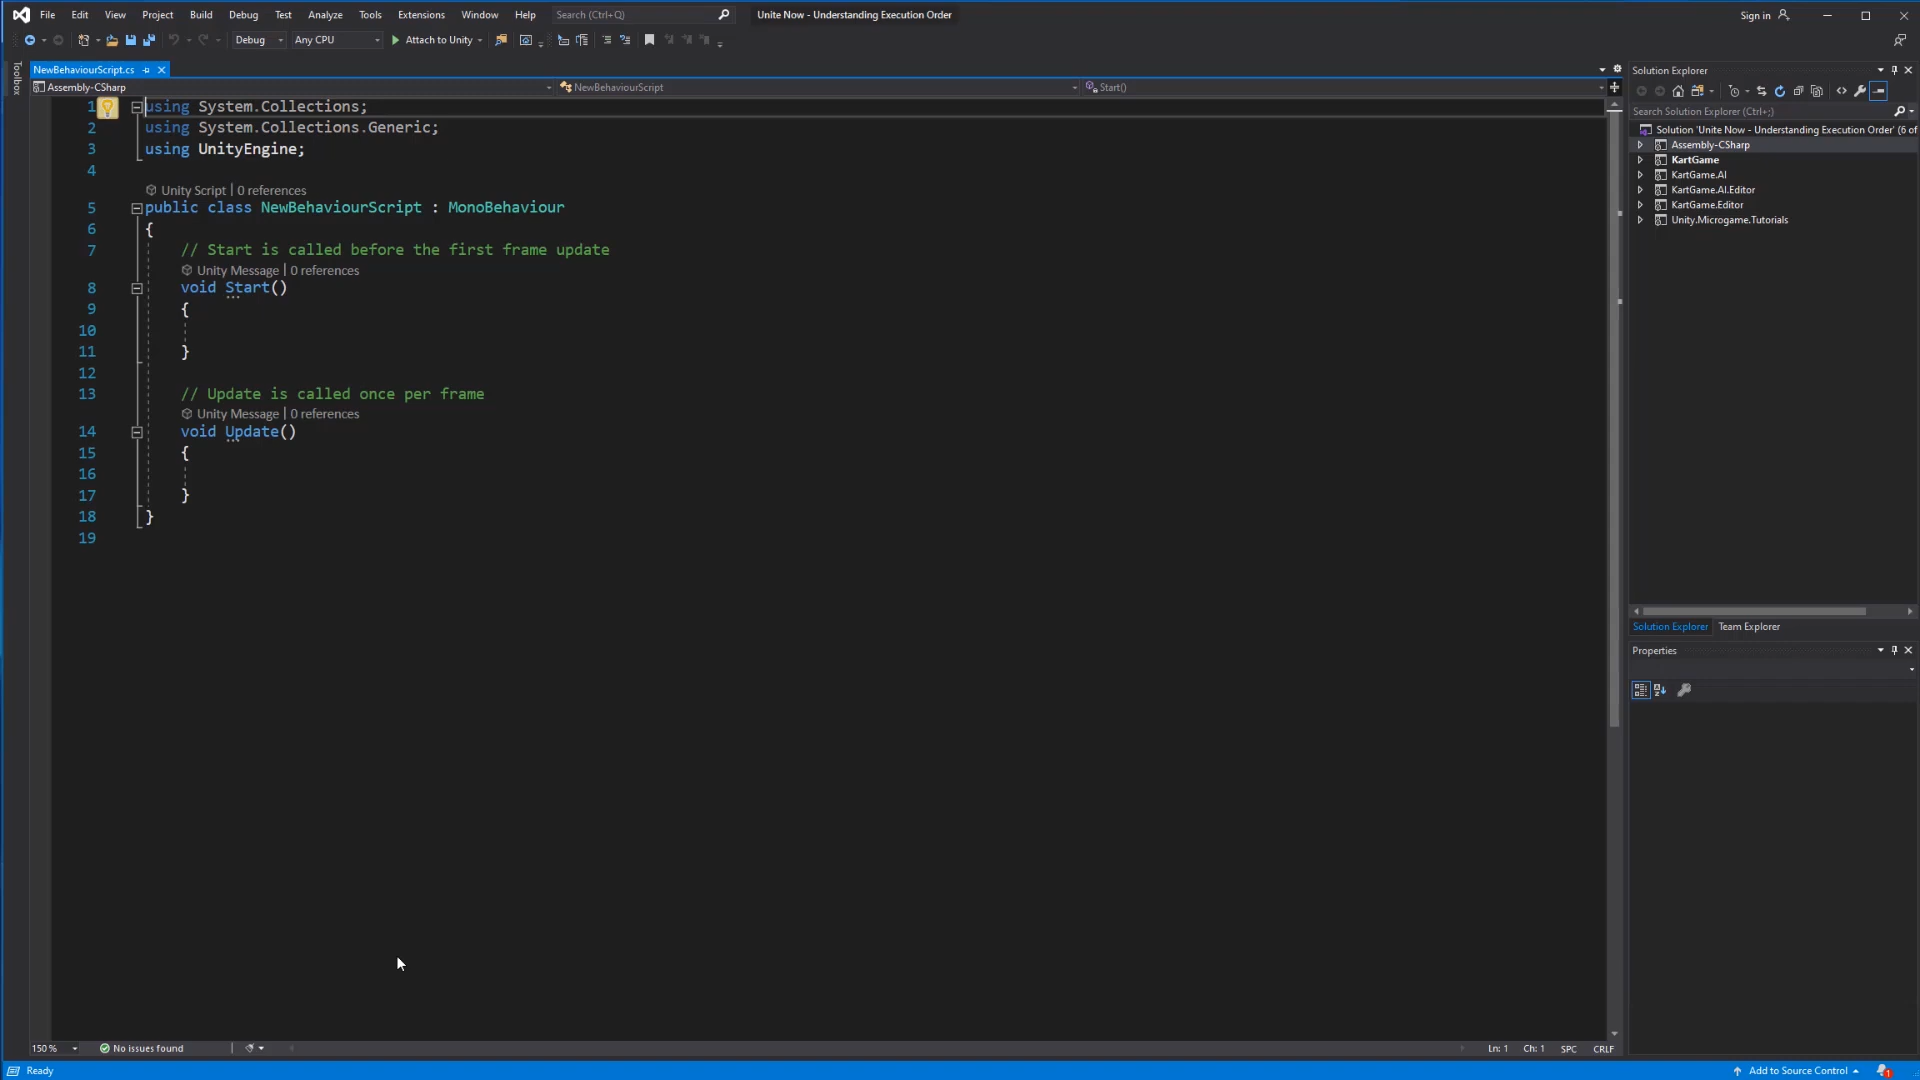 File Edit View Project Build Debug Test Analyze Tools Extensions Window Help Search (Ctrl+Q) Unite Now - Understanding Execution Order Sign in
Debug Any CPU Attach to Unity
Toolbox
NewBehaviourScript.cs
Assembly-CSharp NewBehaviourScript Start()
1 using System.Collections;
2 using System.Collections.Generic;
3 using UnityEngine;
4
Unity Script | 0 references
5 public class NewBehaviourScript : MonoBehaviour
6 {
7 // Start is called before the first frame update
Unity Message | 0 references
8 void Start()
9 {
10
11 }
12
13 // Update is called once per frame
Unity Message | 0 references
14 void Update()
15 {
16
17 }
18 }
19
150 % No issues found Ln: 1 Ch: 1 SPC CRLF
Solution Explorer
Search Solution Explorer (Ctrl+;)
Solution 'Unite Now - Understanding Execution Order' (6 of
Assembly-CSharp
KartGame
KartGame.AI
KartGame.AI.Editor
KartGame.Editor
Unity.Microgame.Tutorials
Solution Explorer Team Explorer
Properties
Ready Add to Source Control 1